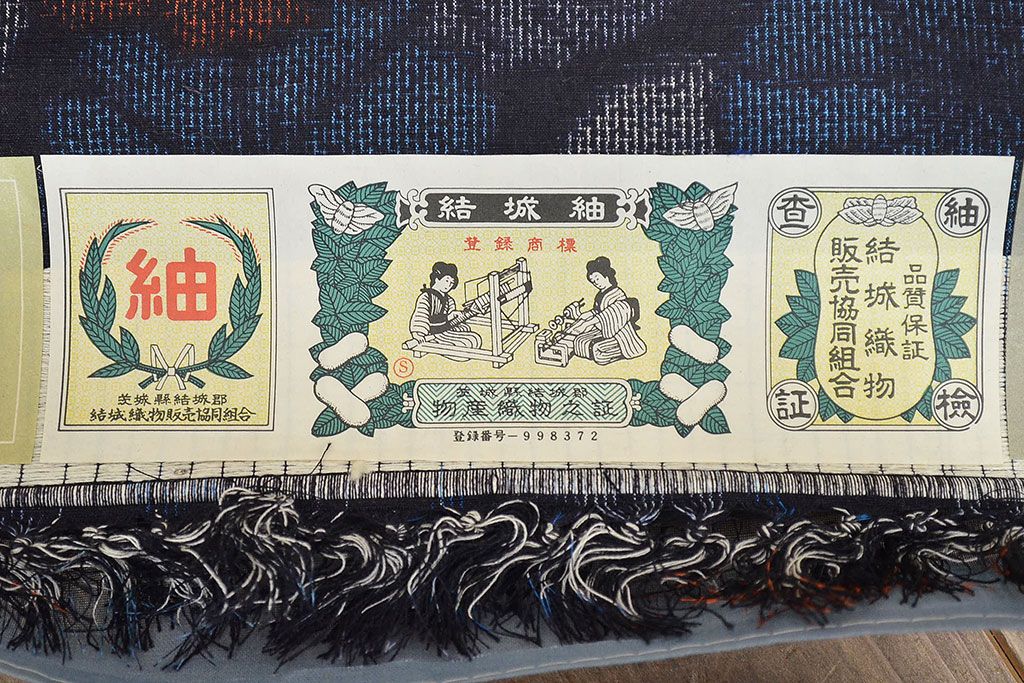 紬
茨城縣結城郡
結城織物販売協同組合
結城紬
登録商標
S
茨城縣結城郡
物産織物之証
登録番号-998372
査
紬
品質保証
結城織物
販売協同組合
証
檢